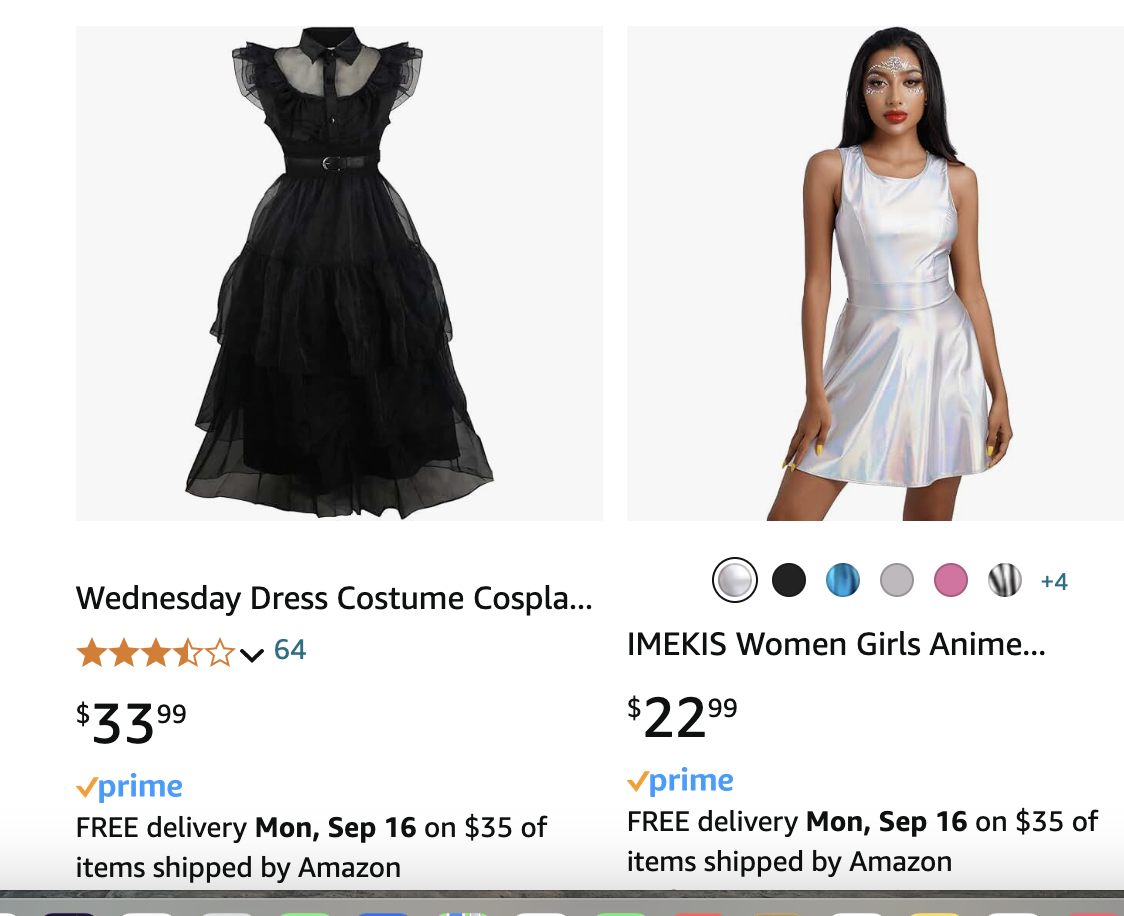 Wednesday Dress Costume Cospla...
64
$33 99
prime
FREE delivery Mon, Sep 16 on $35 of
items shipped by Amazon
+4
IMEKIS Women Girls Anime...
$22 99
prime
FREE delivery Mon, Sep 16 on $35 of
items shipped by Amazon